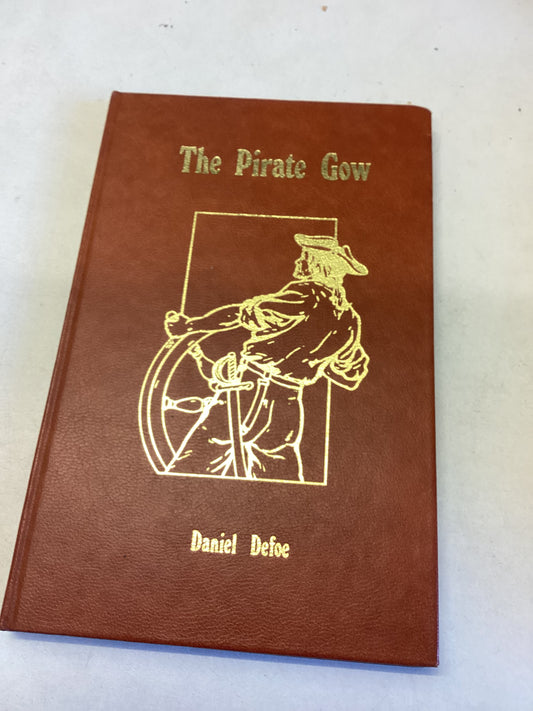 The Pirate Gow
Daniel Defoe